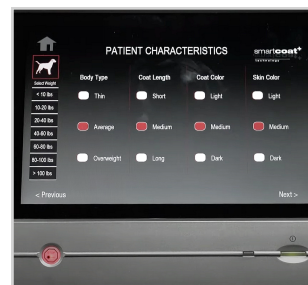 PATIENT CHARACTERISTICS
smartcoat+
Select Weight
Body Type Coat Length Coat Color Skin Color
< 10 lbs
Thin Short Light Light
10-20 lbs
20-40 lbs
Average Medium Medium Medium
40-60 lbs
60-80 lbs
80-100 lbs
Overweight Long Dark Dark
> 100 lbs
< Previous
Next >